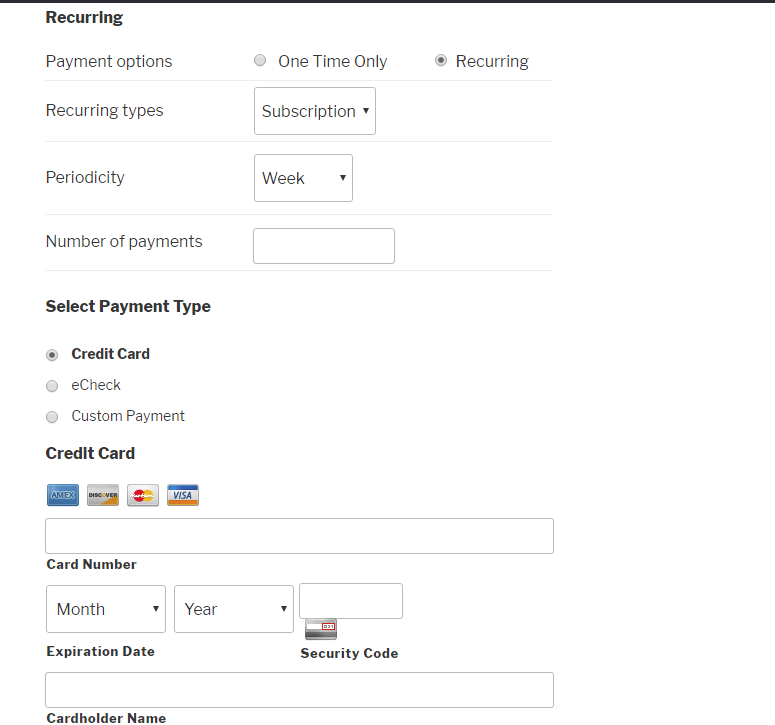 Recurring
Payment options One Time Only Recurring
Recurring types Subscription
Periodicity Week
Number of payments
Select Payment Type
Credit Card
eCheck
Custom Payment
Credit Card
AMEX DISCOVER MasterCard VISA
Card Number
Month Year
Expiration Date Security Code
Cardholder Name